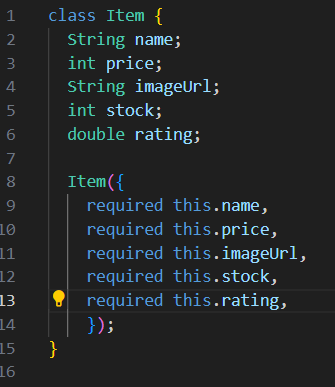 1 class Item {
2   String name;
3   int price;
4   String imageUrl;
5   int stock;
6   double rating;
7
8   Item({
9     required this.name,
10     required this.price,
11     required this.imageUrl,
12     required this.stock,
13     required this.rating,
14     });
15 }
16